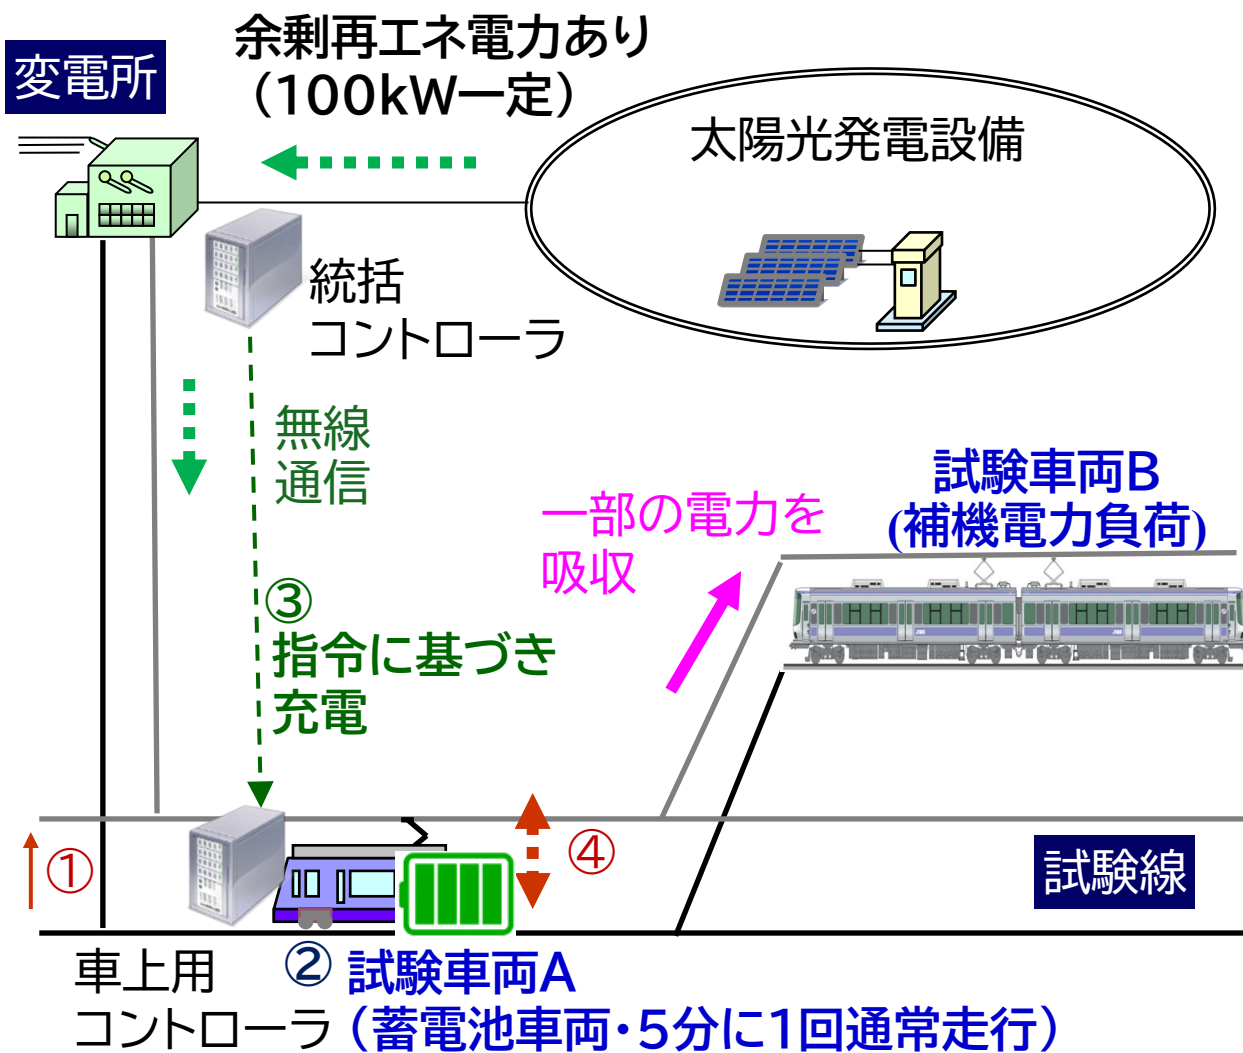 余剰再エネ電力あり
（100kW一定）
変電所
太陽光発電設備
統括
コントローラ
無線
通信
試験車両B
(補機電力負荷)
一部の電力を
吸収
③
指令に基づき
充電
①
④
試験線
車上用
コントローラ
② 試験車両A
（蓄電池車両・5分に1回通常走行）